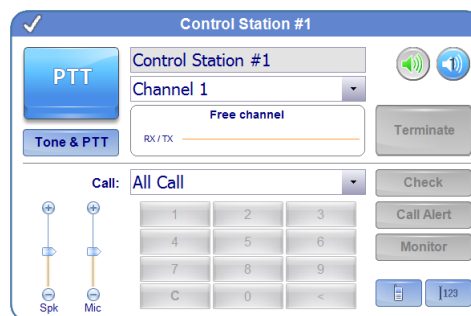 Control Station #1
PTT
Control Station #1
Channel 1
Free channel
RX / TX
Tone & PTT
Terminate
Call:
All Call
Check
1 2 3
Call Alert
4 5 6
Monitor
7 8 9
C 0 <
123
Spk Mic
1